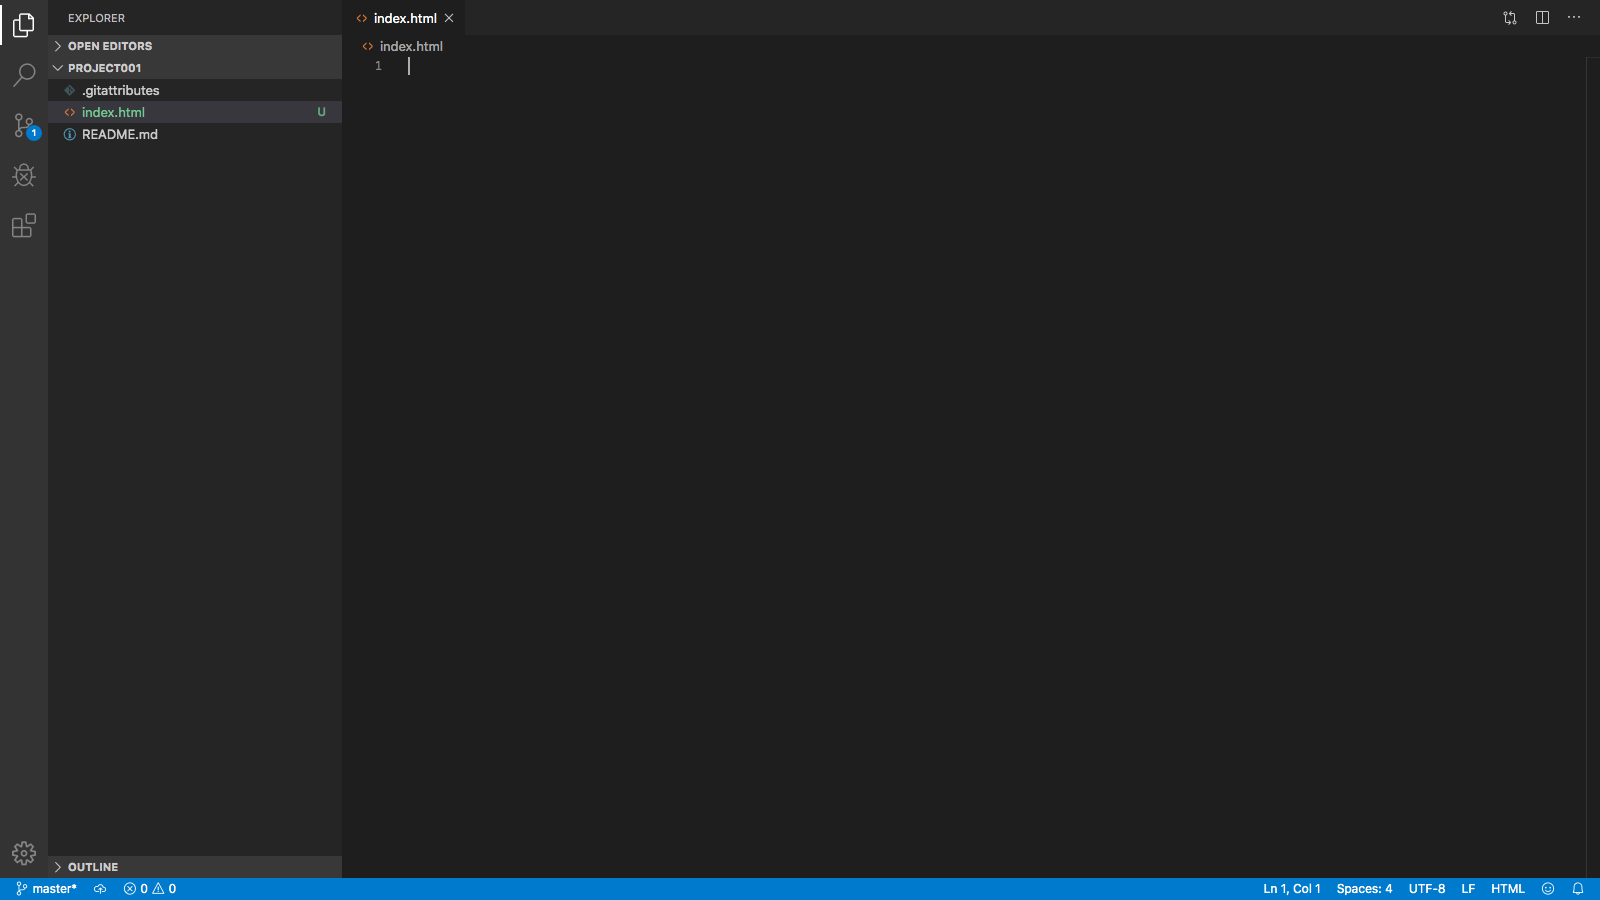 EXPLORER
OPEN EDITORS
PROJECT001
.gitattributes
index.html U
README.md
OUTLINE
index.html
index.html
1
1
master* 0 0
Ln 1, Col 1 Spaces: 4 UTF-8 LF HTML